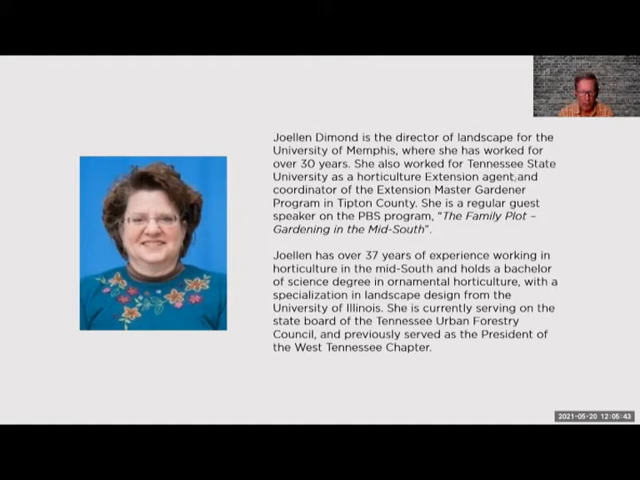 Joellen Dimond is the director of landscape for the
University of Memphis, where she has worked for
over 30 years. She also worked for Tennessee State
University as a horticulture Extension agent and
coordinator of the Extension Master Gardener
Program in Tipton County. She is a regular guest
speaker on the PBS program, "The Family Plot –
Gardening in the Mid-South".
Joellen has over 37 years of experience working in
horticulture in the mid-South and holds a bachelor
of science degree in ornamental horticulture, with a
specialization in landscape design from the
University of Illinois. She is currently serving on the
state board of the Tennessee Urban Forestry
Council, and previously served as the President of
the West Tennessee Chapter.
2021-05-20 12:05:43